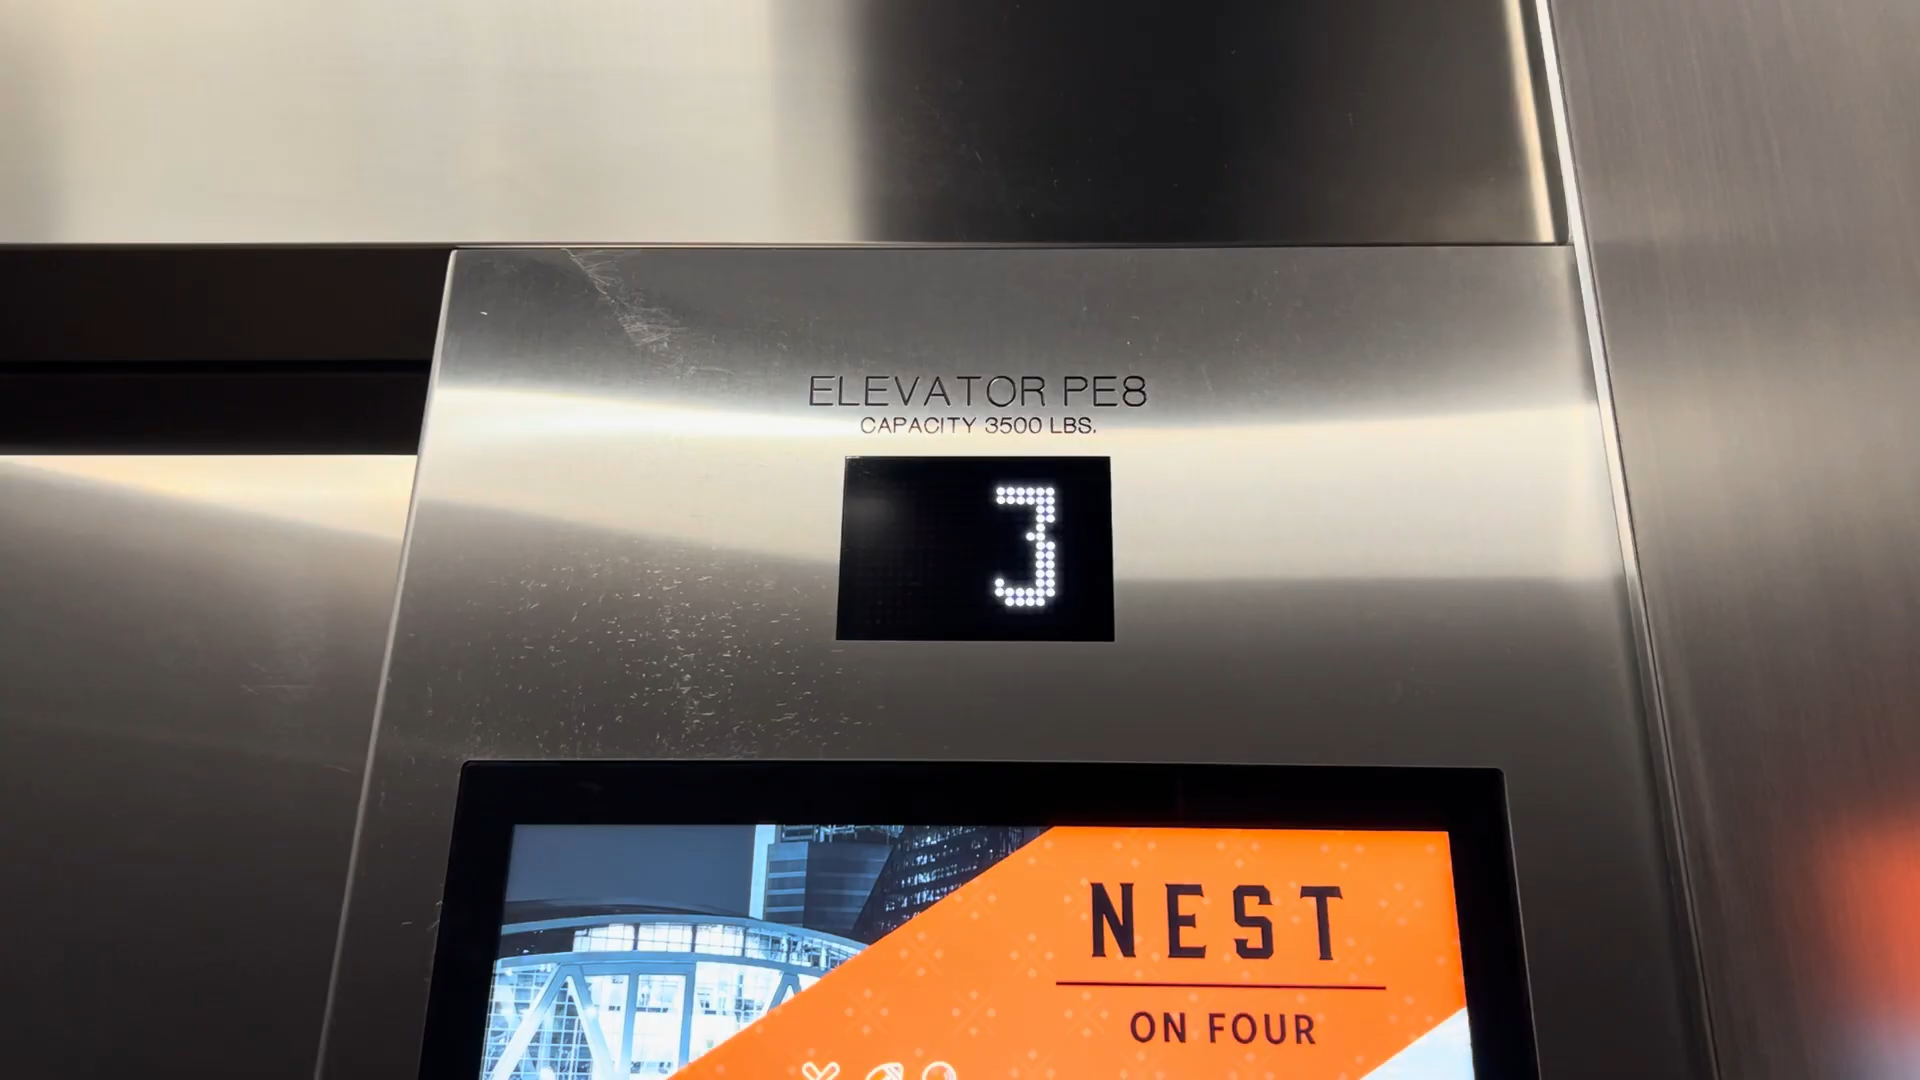 ELEVATOR PE8
CAPACITY 3500 LBS.
3
NEST
ON FOUR